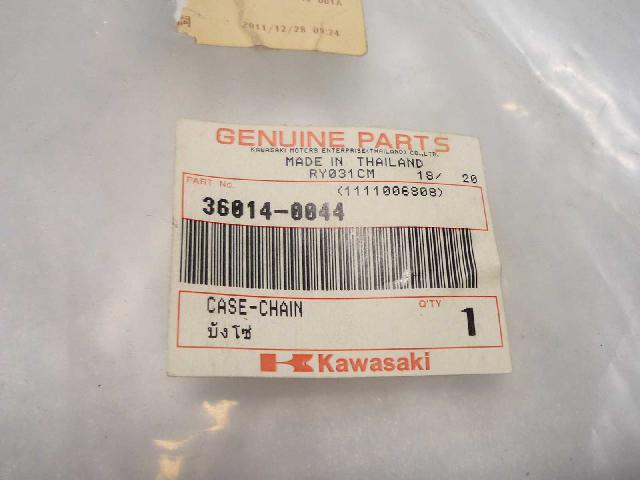 001A
2011/12/28 09:24
GENUINE PARTS
KAWASAKI MOTORS ENTERPRISE(THAILAND) CO.,LTD.
MADE IN THAILAND
RY031CM 18/ 20
PART No. (1111006808)
36014-0044
CASE-CHAIN Q'TY 1
บังโซ่
Kawasaki